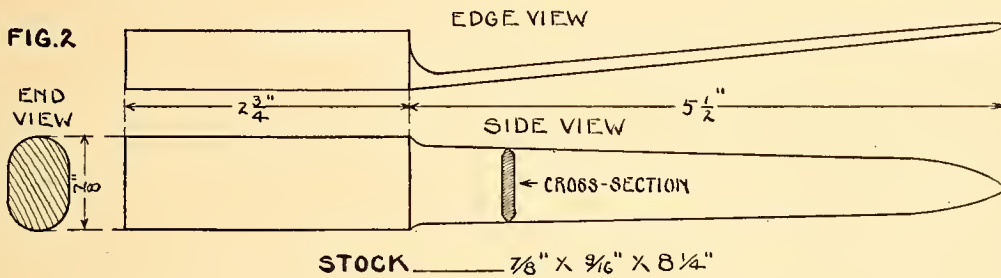 EDGE VIEW
FIG.2
END
VIEW
2 3/4"
5 1/2"
SIDE VIEW
7/8"
CROSS-SECTION
STOCK 7/8" X 9/16" X 8 1/4"